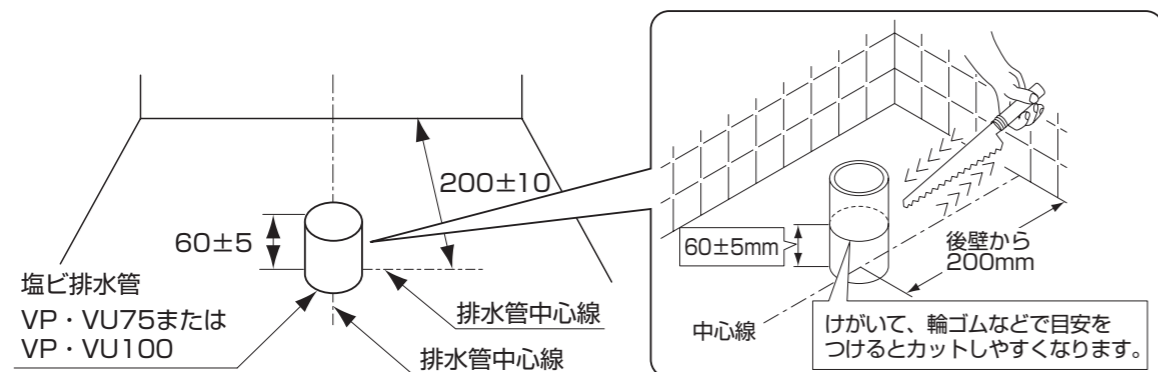 200±10
60±5
塩ビ排水管
VP・VU75または
VP・VU100
排水管中心線
排水管中心線
60±5mm
後壁から
200mm
中心線
けがいて、輪ゴムなどで目安を
つけるとカットしやすくなります。